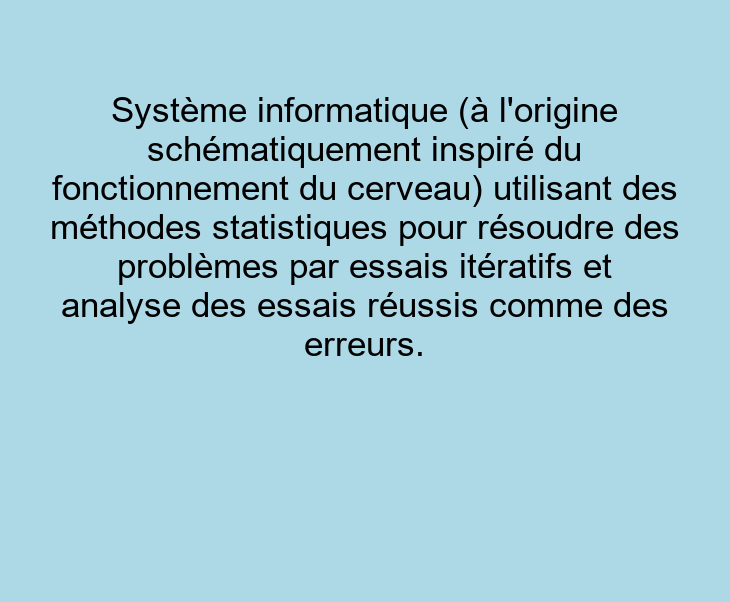 Système informatique (à l'origine
schématiquement inspiré du
fonctionnement du cerveau) utilisant des
méthodes statistiques pour résoudre des
problèmes par essais itératifs et
analyse des essais réussis comme des
erreurs.